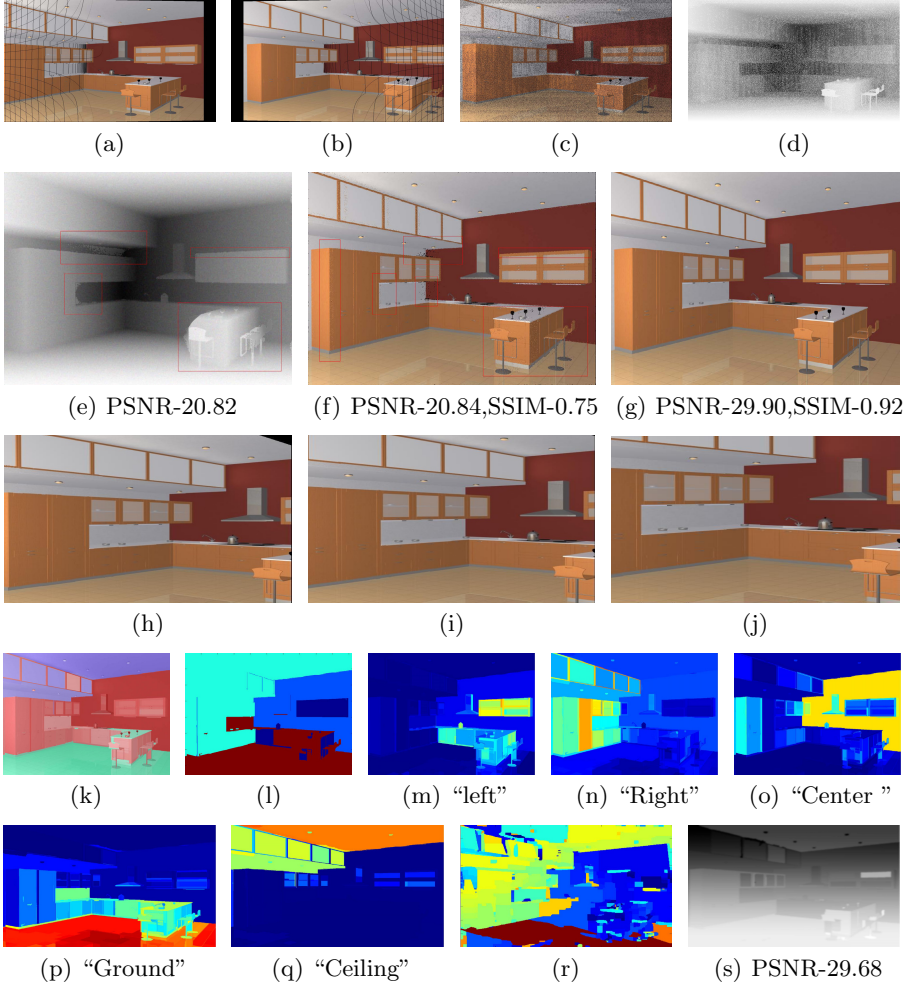 (a) (b) (c) (d)
(e) PSNR-20.82 (f) PSNR-20.84,SSIM-0.75 (g) PSNR-29.90,SSIM-0.92
(h) (i) (j)
(k) (l) (m) “left” (n) “Right” (o) “Center ”
(p) “Ground” (q) “Ceiling” (r) (s) PSNR-29.68